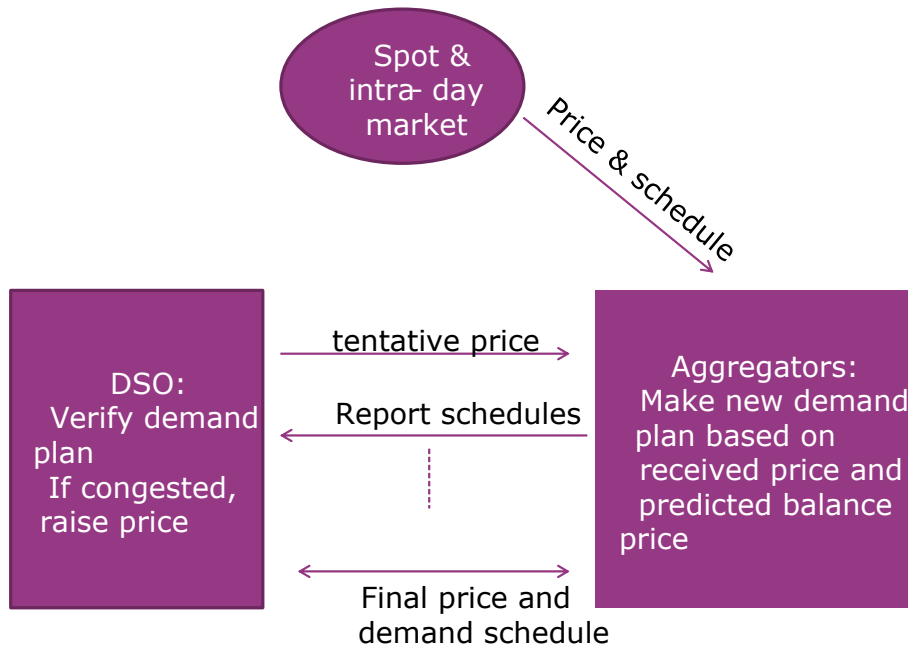 Spot &
intra- day
market
Price & schedule
tentative price
Report schedules
Final price and
demand schedule
DSO:
Verify demand
plan
If congested,
raise price
Aggregators:
Make new demand
plan based on
received price and
predicted balance
price